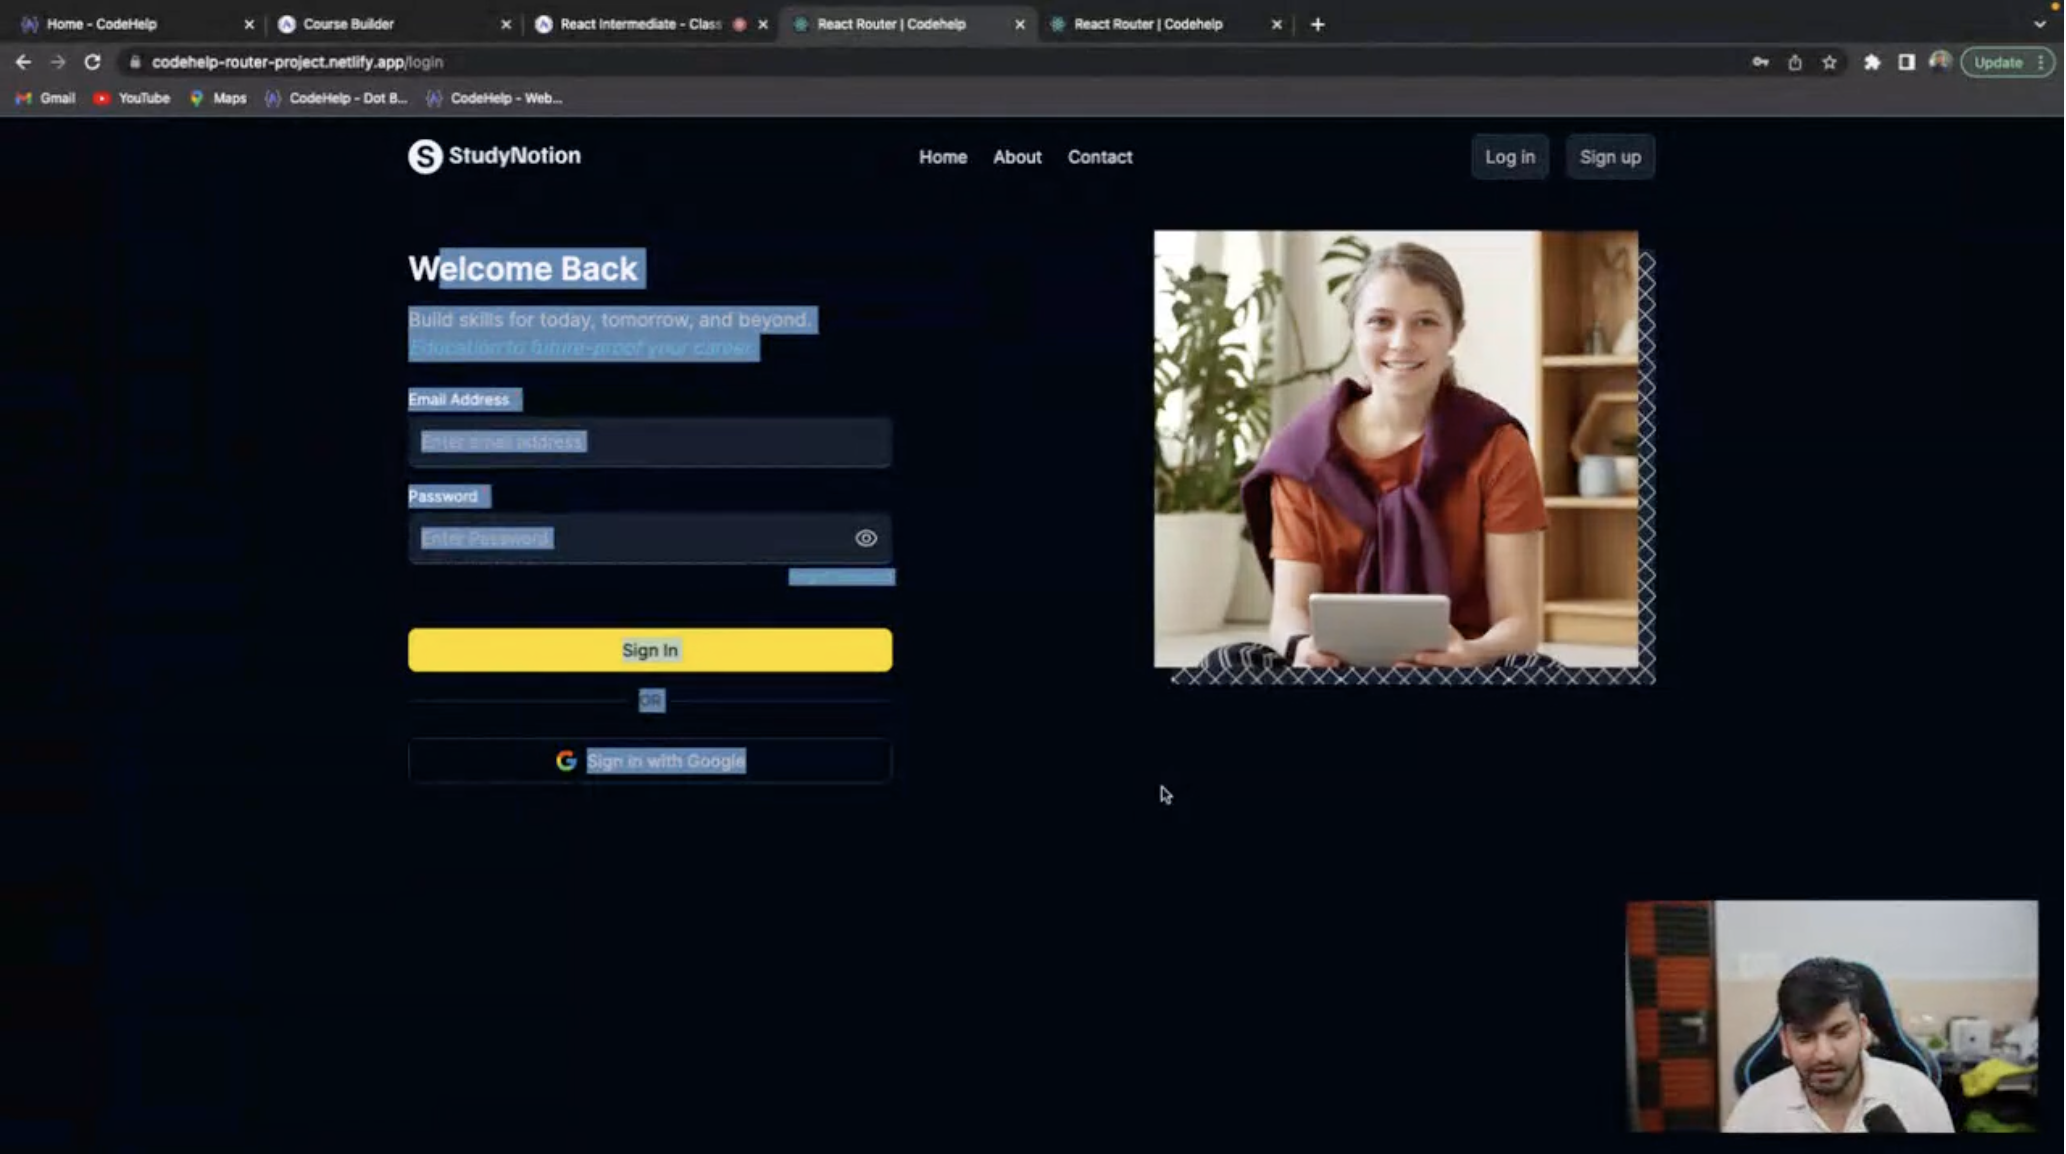 Home - CodeHelp
Course Builder
React Intermediate - Class
React Router | Codehelp
React Router | Codehelp
codehelp-router-project.netlify.app/login
Update
Gmail
YouTube
Maps
CodeHelp - Dot B...
CodeHelp - Web...
StudyNotion
Home
About
Contact
Log in
Sign up
Welcome Back
Build skills for today, tomorrow, and beyond.
Education to future-proof your career.
Email Address
Enter email address
Password *
Enter Password
Sign In
OR
Sign in with Google